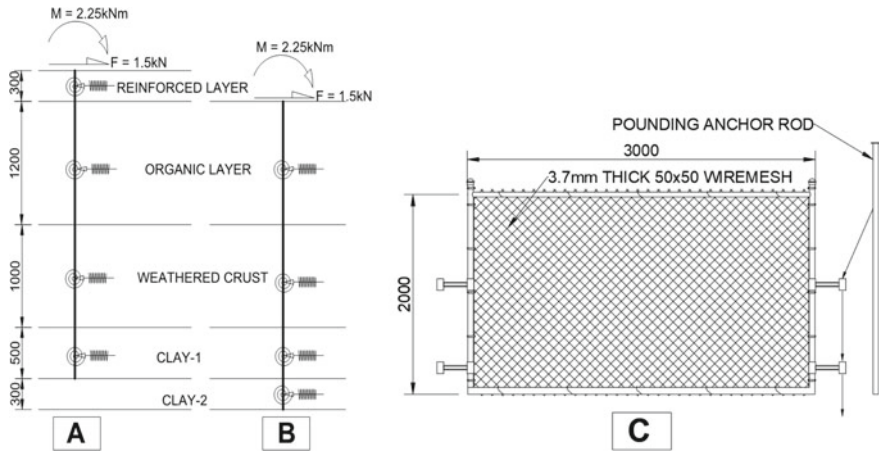 M = 2.25kNm
F = 1.5kN
M = 2.25kNm
F = 1.5kN
300
REINFORCED LAYER
1200
ORGANIC LAYER
1000
WEATHERED CRUST
500
CLAY-1
300
CLAY-2
A
B
POUNDING ANCHOR ROD
3000
3.7mm THICK 50x50 WIREMESH
2000
C